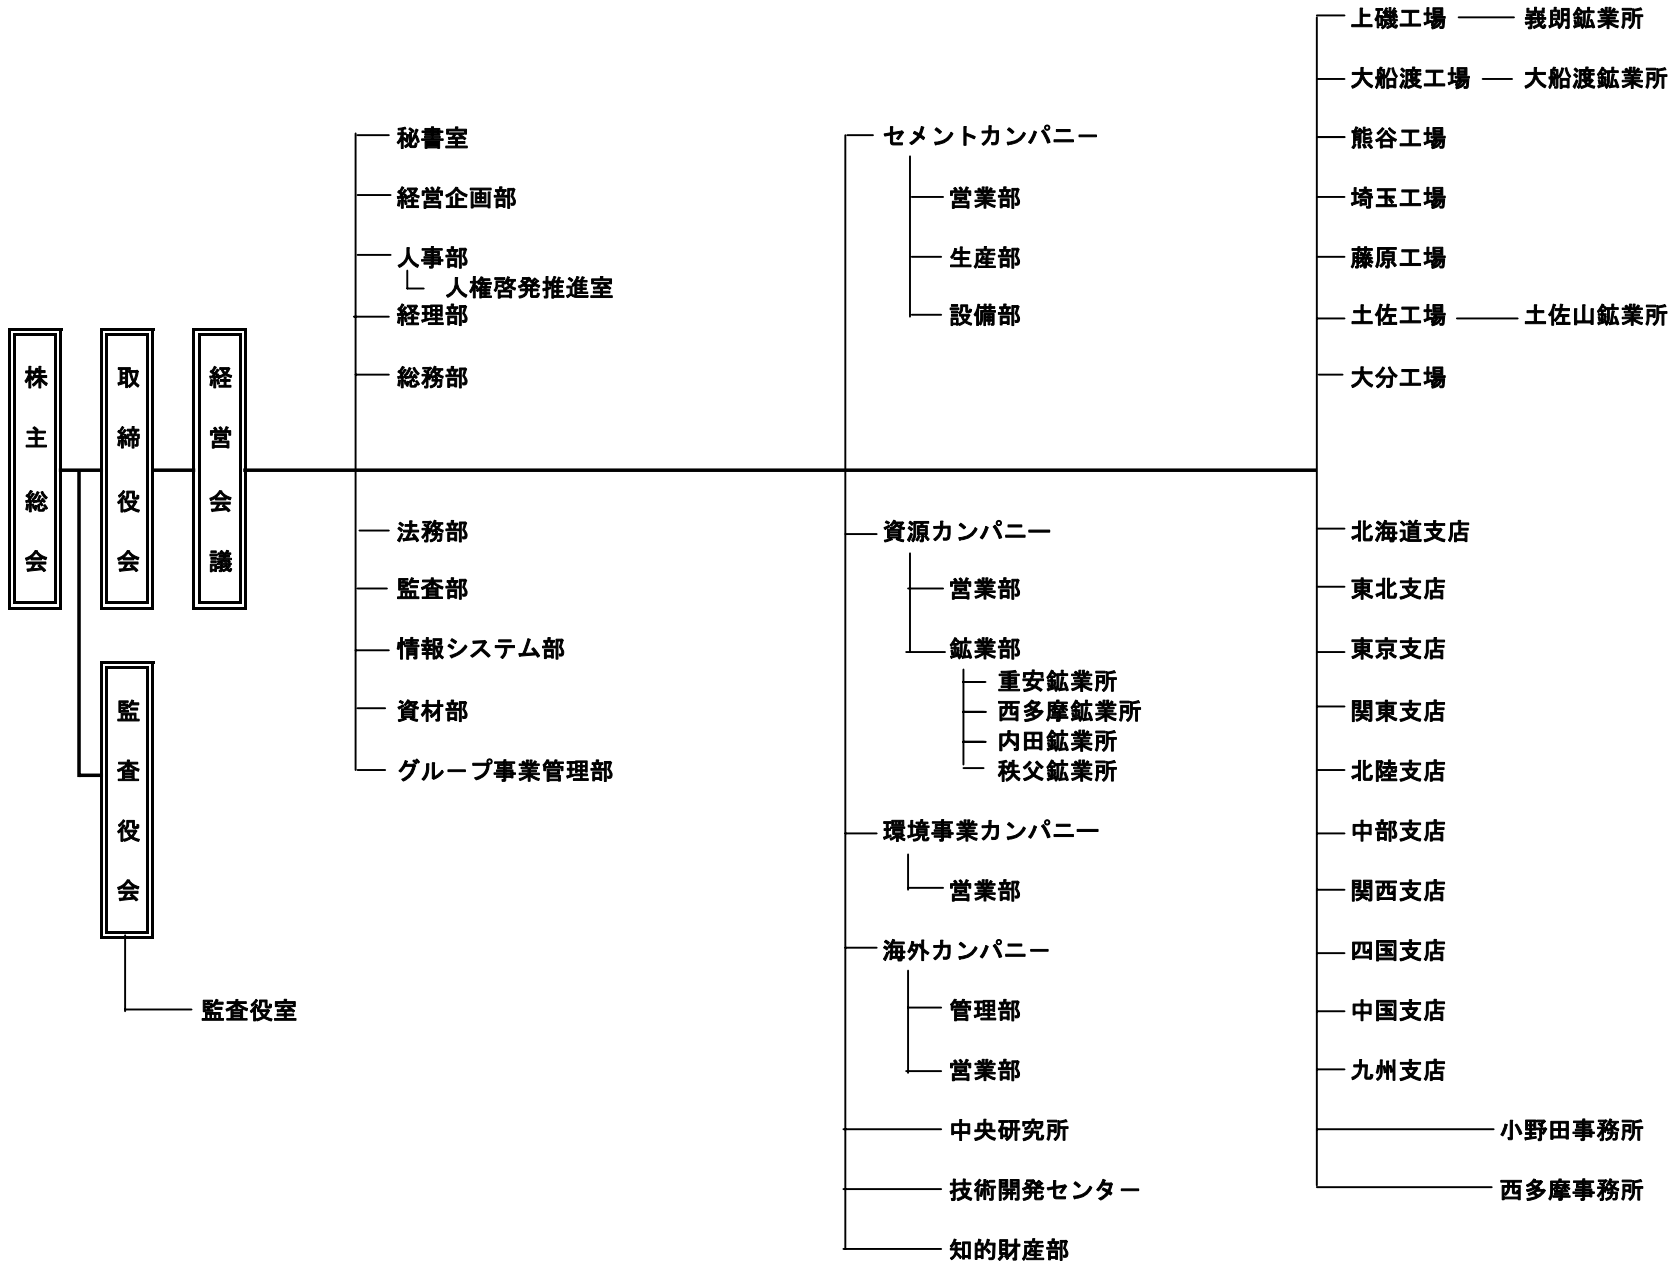 株主総会
取締役会
経営会議
監査役会
監査役室
秘書室
経営企画部
人事部
人権啓発推進室
経理部
総務部
法務部
監査部
情報システム部
資材部
グループ事業管理部
セメントカンパニー
営業部
生産部
設備部
資源カンパニー
営業部
鉱業部
重安鉱業所
西多摩鉱業所
内田鉱業所
秩父鉱業所
環境事業カンパニー
営業部
海外カンパニー
管理部
営業部
中央研究所
技術開発センター
知的財産部
上磯工場 峩朗鉱業所
大船渡工場 大船渡鉱業所
熊谷工場
埼玉工場
藤原工場
土佐工場 土佐山鉱業所
大分工場
北海道支店
東北支店
東京支店
関東支店
北陸支店
中部支店
関西支店
四国支店
中国支店
九州支店
小野田事務所
西多摩事務所